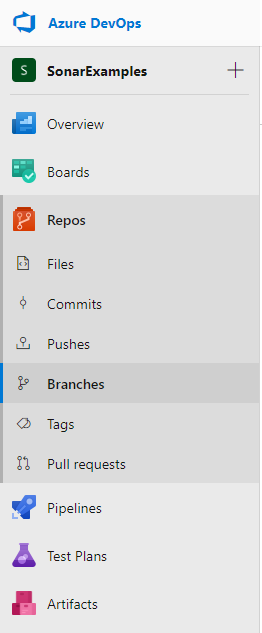 Azure DevOps
S SonarExamples
Overview
Boards
Repos
Files
Commits
Pushes
Branches
Tags
Pull requests
Pipelines
Test Plans
Artifacts